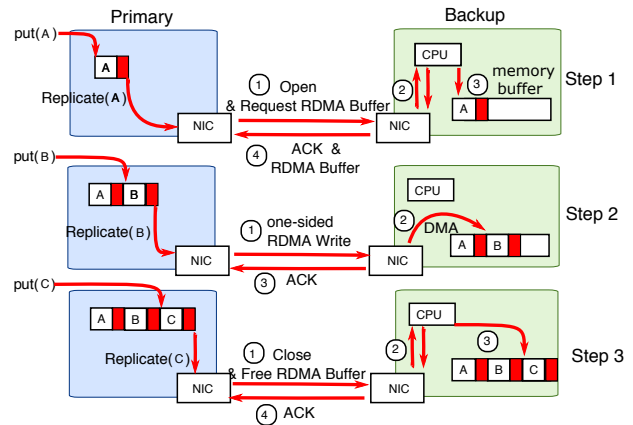 Primary
Backup
put(A)
A
Replicate(A)
NIC
1 Open
& Request RDMA Buffer
4 ACK &
RDMA Buffer
NIC
CPU
2
3 memory
buffer
A
Step 1
put(B)
A B
Replicate(B)
NIC
1 one-sided
RDMA Write
3 ACK
NIC
CPU
2 DMA
A B
Step 2
put(C)
A B C
Replicate(C)
NIC
1 Close
& Free RDMA Buffer
4 ACK
NIC
CPU
2
3
A B C
Step 3